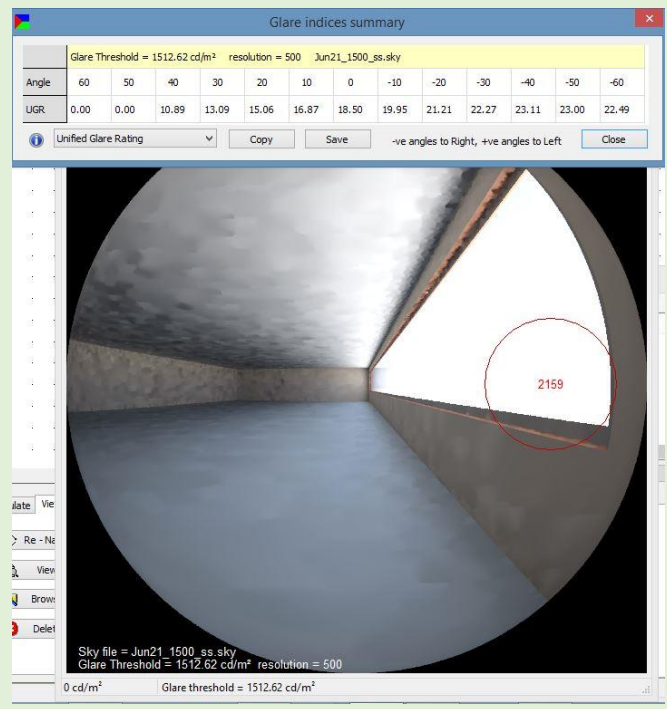 Glare indices summary
Glare Threshold = 1512.62 cd/m² resolution = 500 Jun21_1500_ss.sky
Angle 60 50 40 30 20 10 0 -10 -20 -30 -40 -50 -60
UGR 0.00 0.00 10.89 13.09 15.06 16.87 18.50 19.95 21.21 22.27 23.11 23.00 22.49
Unified Glare Rating Copy Save -ve angles to Right, +ve angles to Left Close
2159
ulate Vie
Re - Na
View
Brows
Delet
Sky file = Jun21_1500_ss.sky
Glare Threshold = 1512.62 cd/m² resolution = 500
0 cd/m² Glare threshold = 1512.62 cd/m²